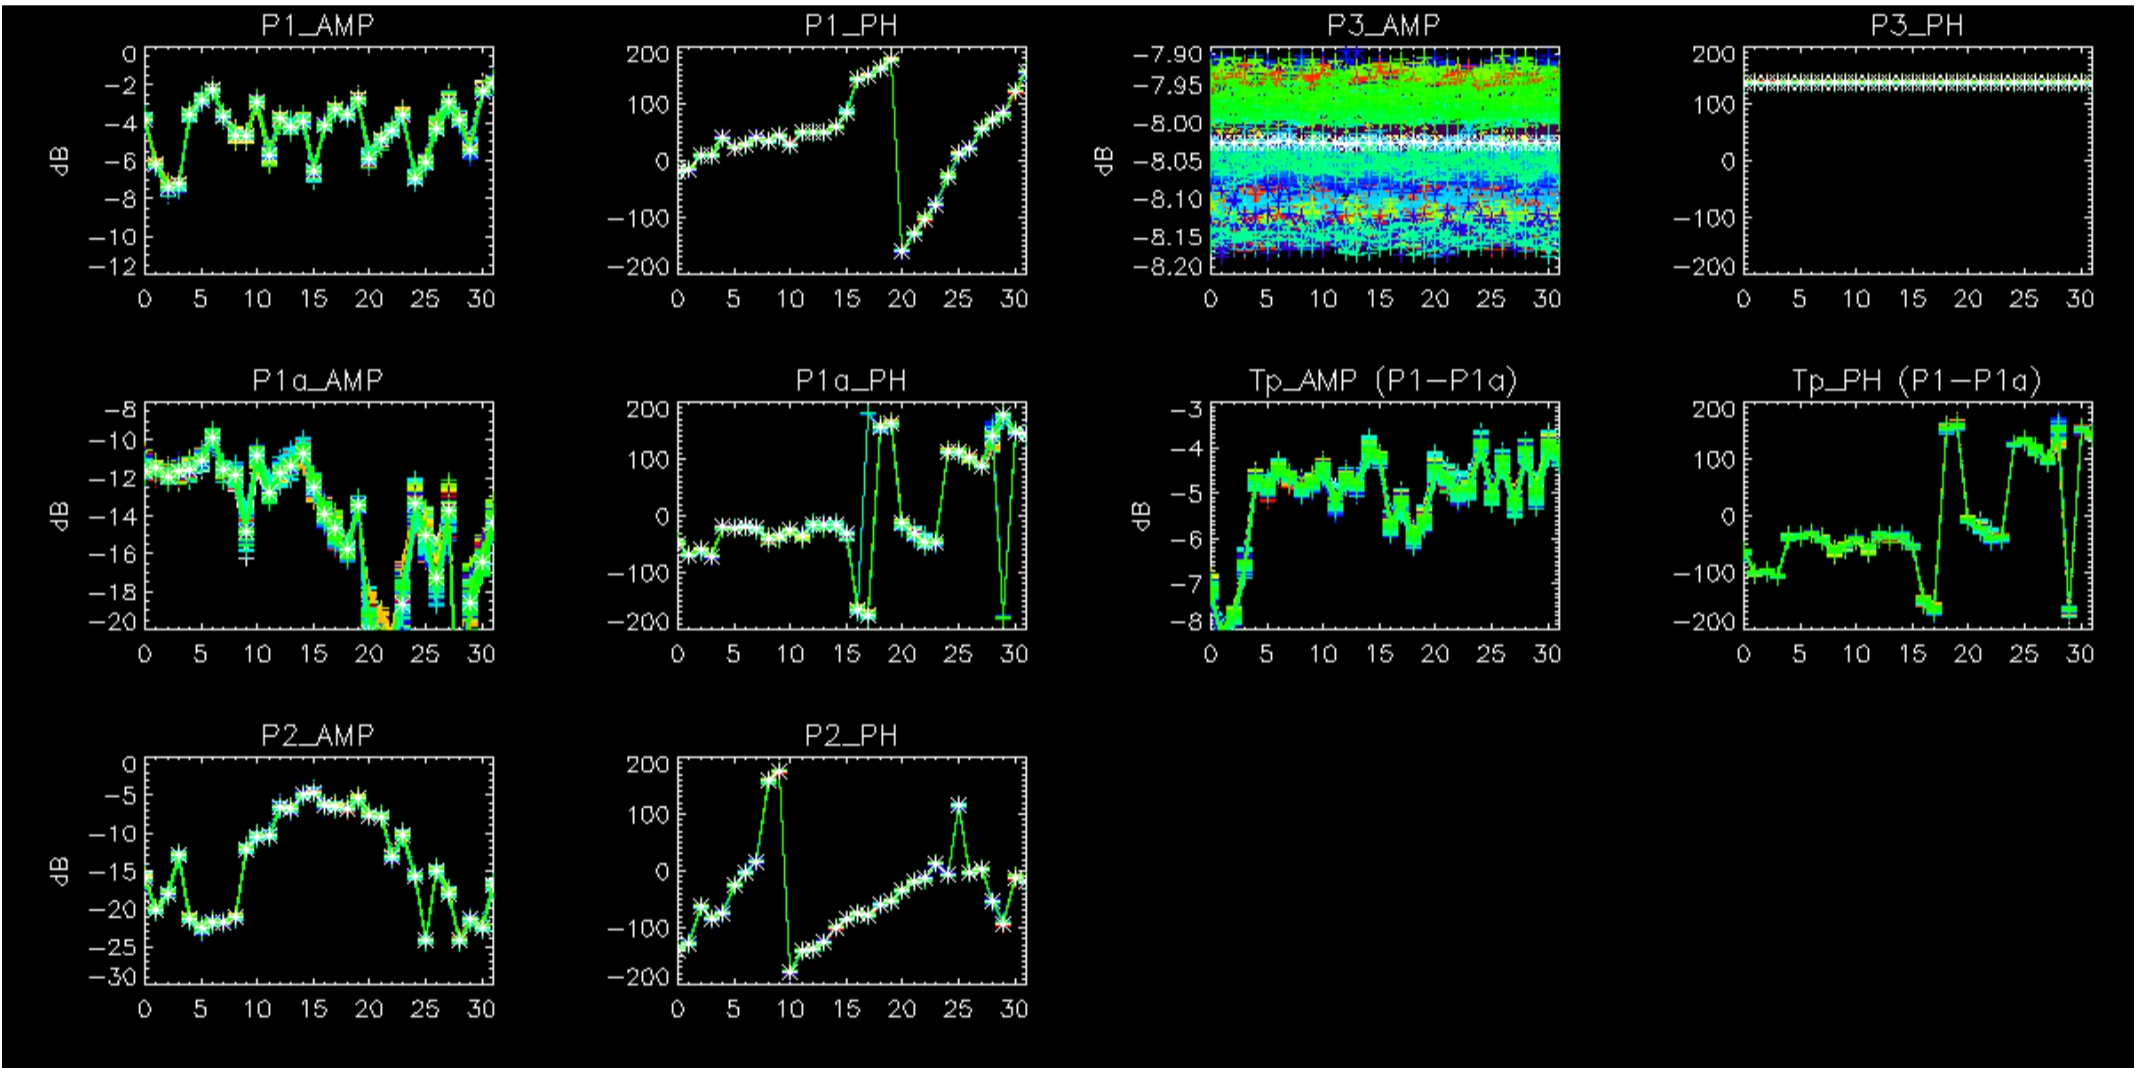 P1_AMP P1_PH P3_AMP P3_PH
0 200 -7.90 200
-2 100 -7.95 100
-4 0 -8.00 0
-6 -100 -8.05 -100
-8 -200 -8.10 -200
-10 -8.15
-12 -8.20
dB dB
0 5 10 15 20 25 30 0 5 10 15 20 25 30 0 5 10 15 20 25 30 0 5 10 15 20 25 30
P1a_AMP P1a_PH Tp_AMP (P1-P1a) Tp_PH (P1-P1a)
-8 200 -3 200
-10 100 -4 100
-12 0 -5 0
-14 -100 -6 -100
-16 -200 -7 -200
-18 -8
-20
dB dB
0 5 10 15 20 25 30 0 5 10 15 20 25 30 0 5 10 15 20 25 30 0 5 10 15 20 25 30
P2_AMP P2_PH
0 200
-5 100
-10 0
-15 -100
-20 -200
-25
-30
dB
0 5 10 15 20 25 30 0 5 10 15 20 25 30